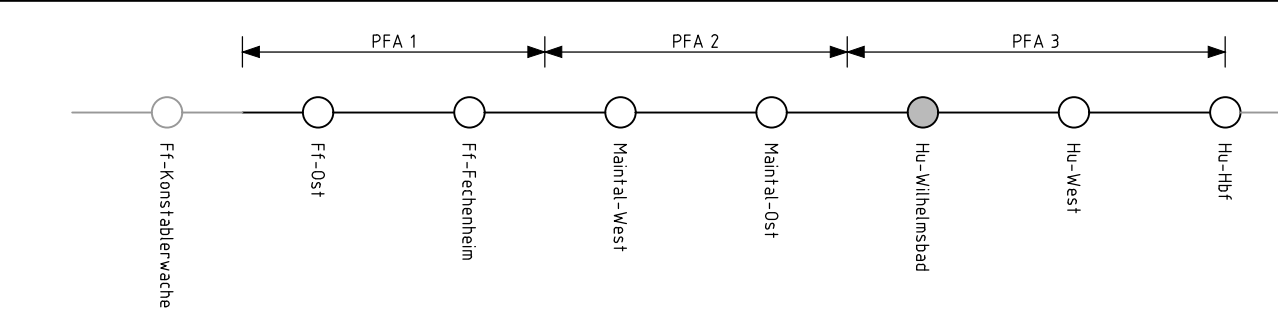 PFA 1
PFA 2
PFA 3
Ff-Konstablerwache
Ff-Ost
Ff-Fechenheim
Maintal-West
Maintal-Ost
Hu-Wilhelmsbad
Hu-West
Hu-Hbf